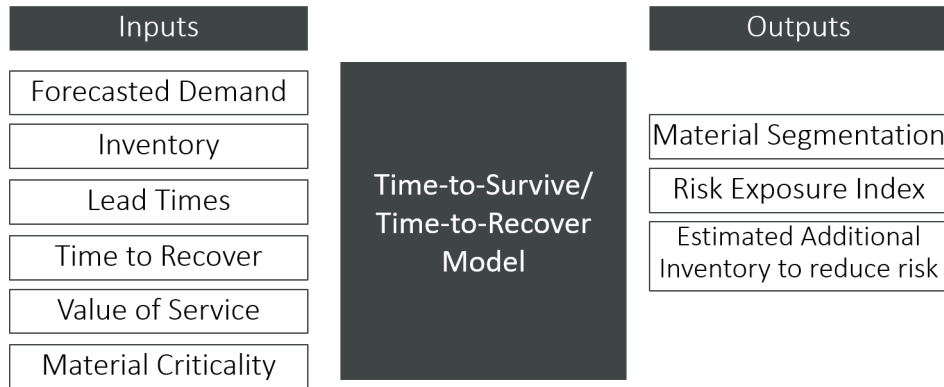 Inputs
Forecasted Demand
Inventory
Lead Times
Time to Recover
Value of Service
Material Criticality
Time-to-Survive/
Time-to-Recover
Model
Outputs
Material Segmentation
Risk Exposure Index
Estimated Additional
Inventory to reduce risk